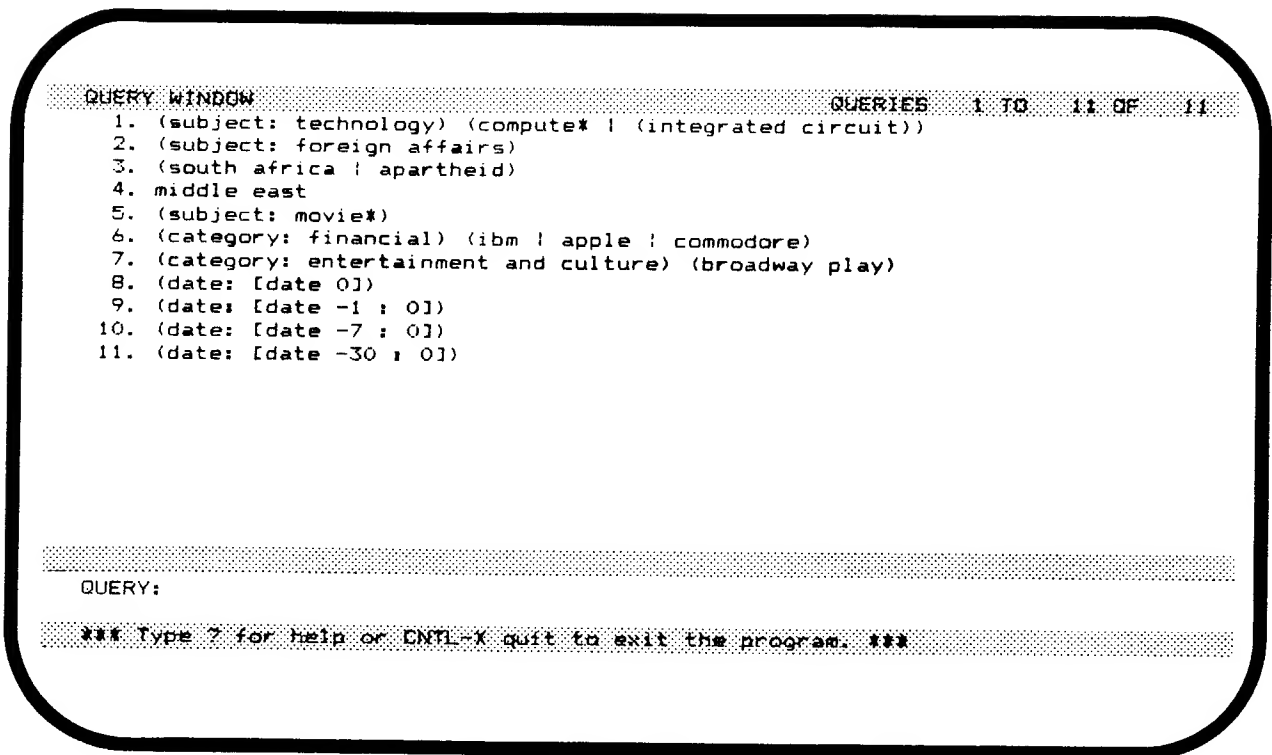 QUERY WINDOW QUERIES 1 TO 11 OF 11
1. (subject: technology) (compute* | (integrated circuit))
2. (subject: foreign affairs)
3. (south africa | apartheid)
4. middle east
5. (subject: movie*)
6. (category: financial) (ibm | apple | commodore)
7. (category: entertainment and culture) (broadway play)
8. (date: [date 0])
9. (date: [date -1 : 0])
10. (date: [date -7 : 0])
11. (date: [date -30 : 0])
QUERY:
*** Type ? for help or CNTL-X quit to exit the program. ***